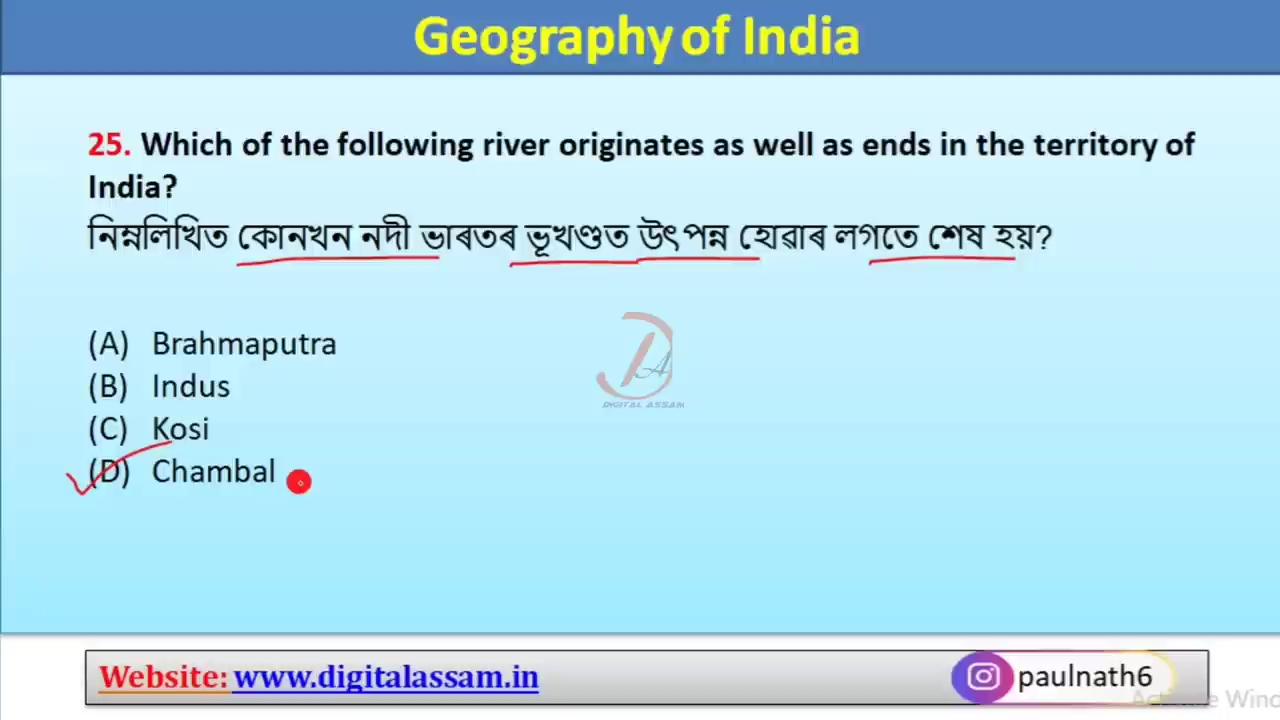 Geography of India
25. Which of the following river originates as well as ends in the territory of
India?
নিম্নলিখিত কোনখন নদী ভাৰতৰ ভূখণ্ডত উৎপন্ন হোৱাৰ লগতে শেষ হয়?
(A) Brahmaputra
(B) Indus
(C) Kosi
(D) Chambal
DIGITAL ASSAM
Website: www.digitalassam.in
paulnath6